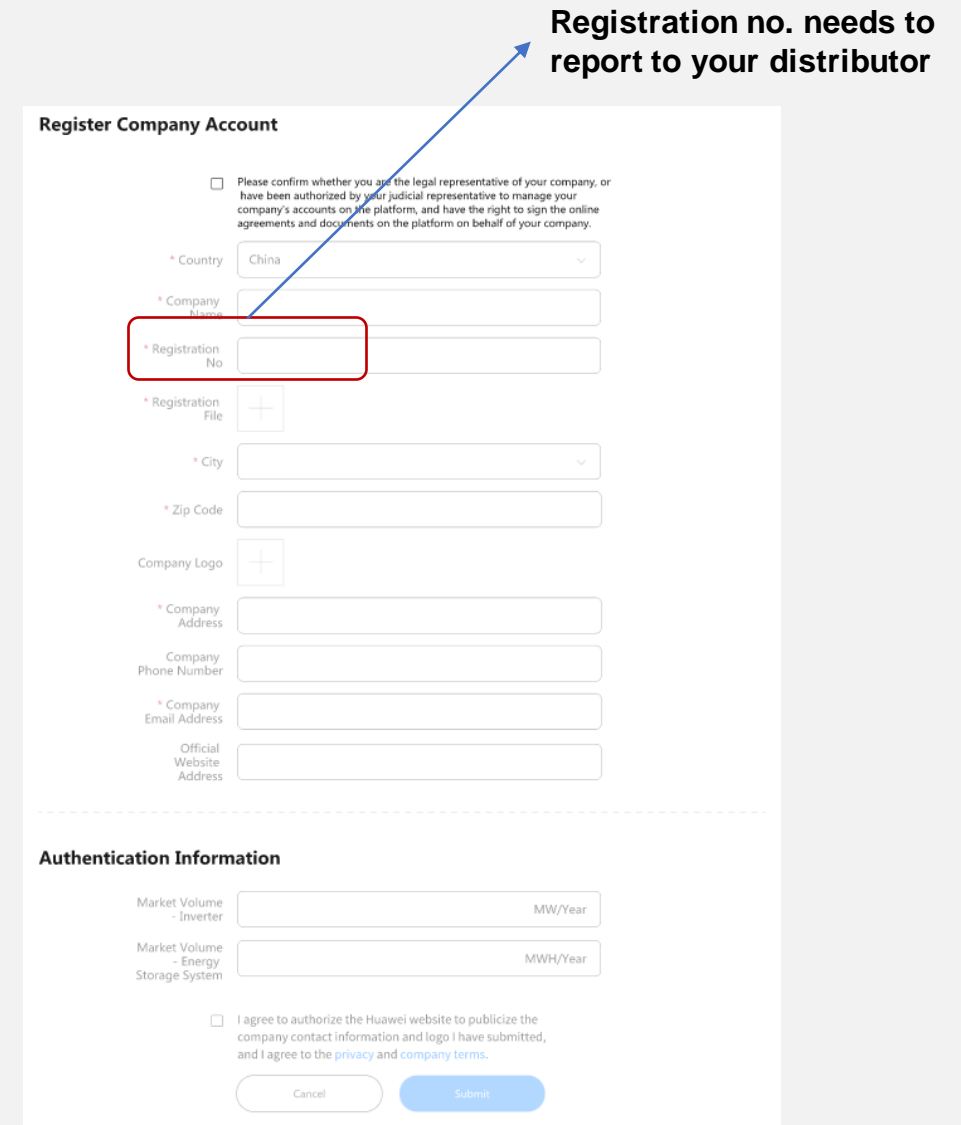 Registration no. needs to
report to your distributor
Register Company Account
Please confirm whether you are the legal representative of your company, or
have been authorized by your judicial representative to manage your
company's accounts on the platform, and have the right to sign the online
agreements and documents on the platform on behalf of your company.
* Country
China
* Company
Name
* Registration
No
* Registration
File
* City
* Zip Code
Company Logo
* Company
Address
Company
Phone Number
* Company
Email Address
Official
Website
Address
Authentication Information
Market Volume
- Inverter
MW/Year
Market Volume
- Energy
Storage System
MWH/Year
I agree to authorize the Huawei website to publicize the
company contact information and logo I have submitted,
and I agree to the privacy and company terms.
Cancel
Submit